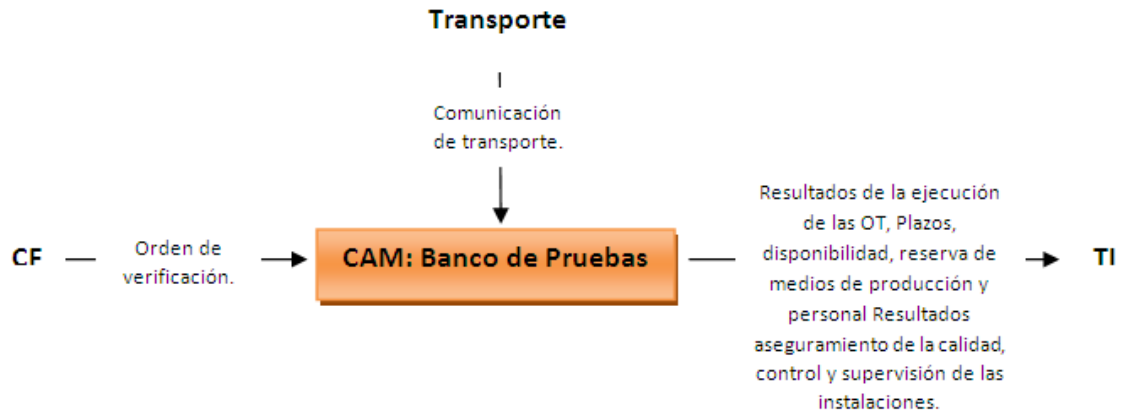 Transporte
Comunicación
de transporte.
CF
Orden de
verificación.
CAM: Banco de Pruebas
Resultados de la ejecución
de las OT, Plazos,
disponibilidad, reserva de
medios de producción y
personal Resultados
aseguramiento de la calidad,
control y supervisión de las
instalaciones.
TI